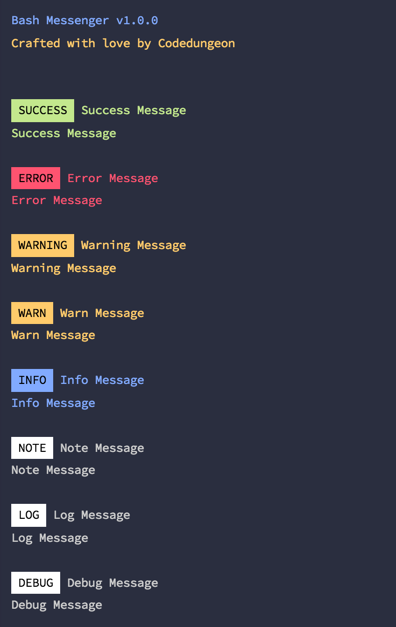 Bash Messenger v1.0.0
Crafted with love by Codedungeon
SUCCESS Success Message
Success Message
ERROR Error Message
Error Message
WARNING Warning Message
Warning Message
WARN Warn Message
Warn Message
INFO Info Message
Info Message
NOTE Note Message
Note Message
LOG Log Message
Log Message
DEBUG Debug Message
Debug Message